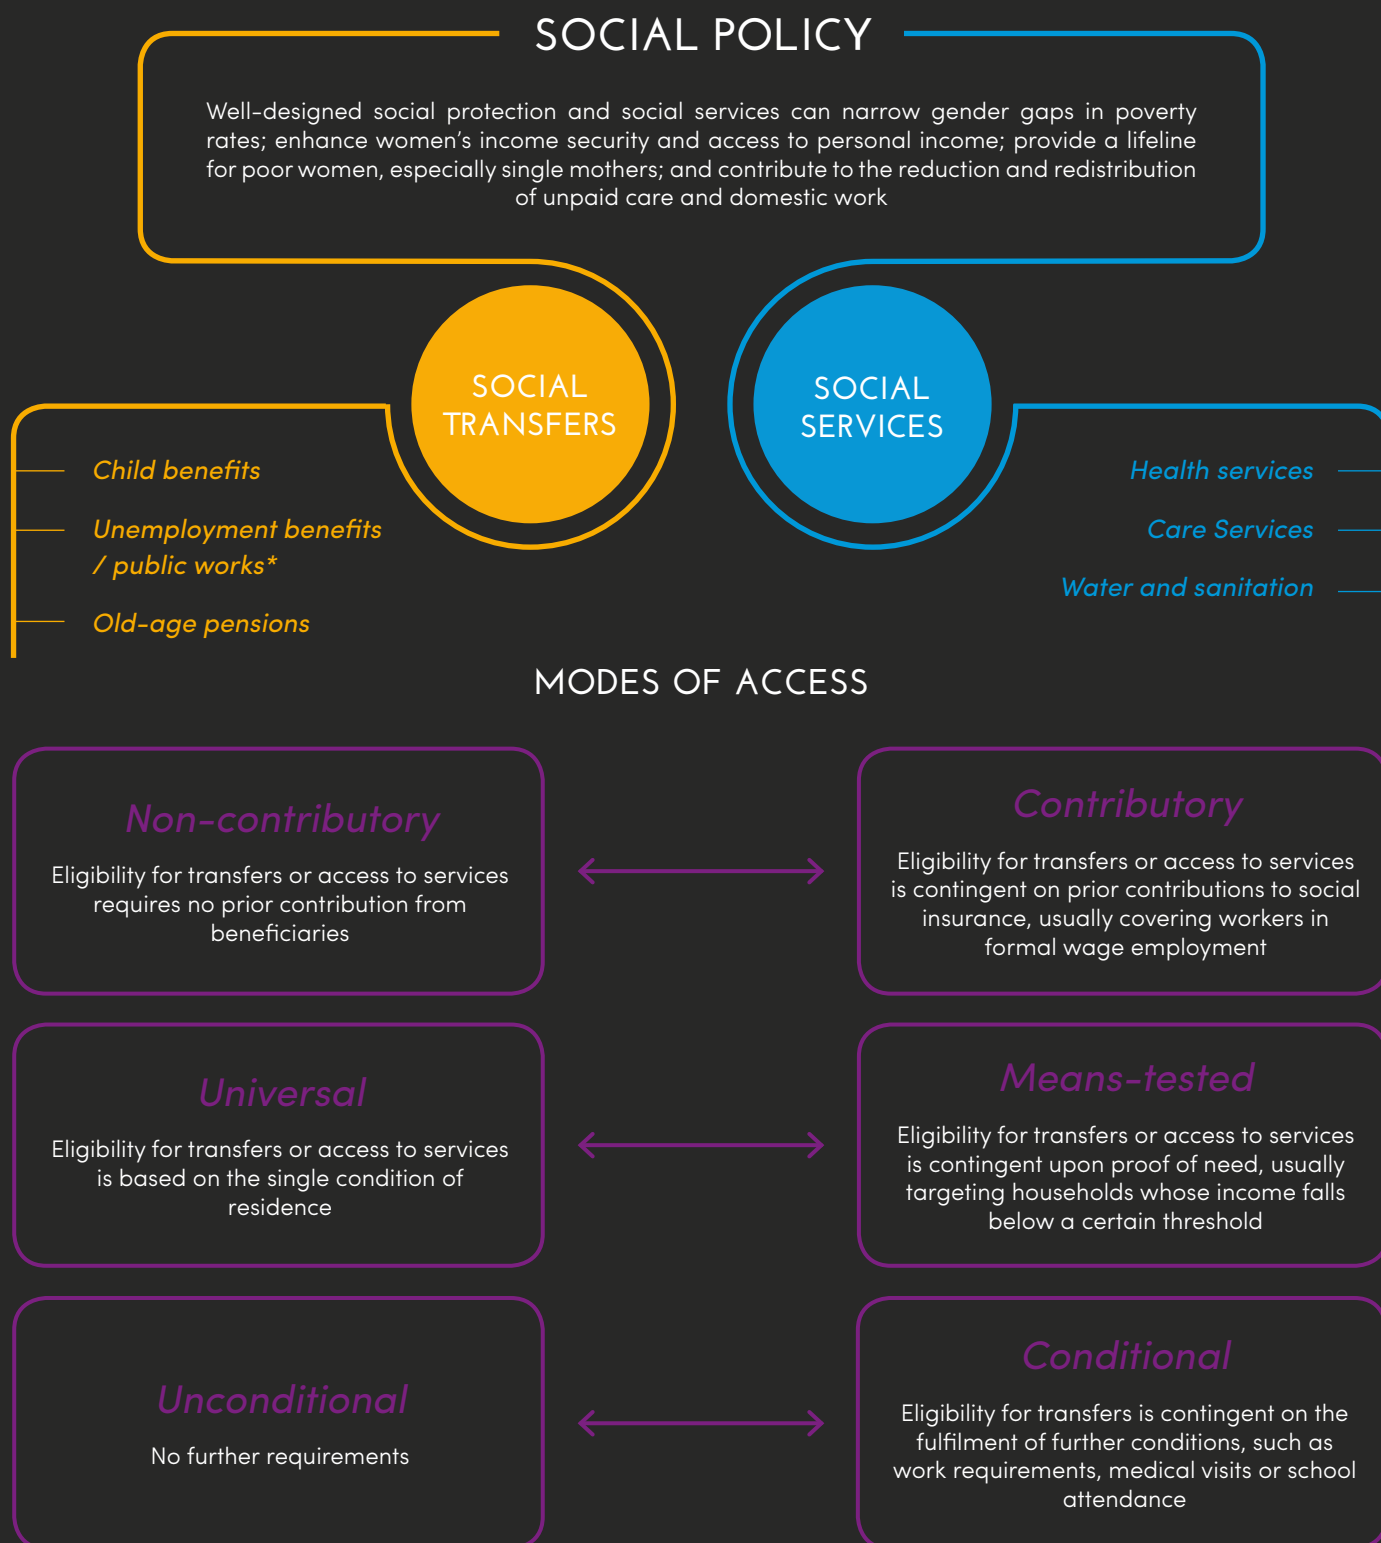 SOCIAL POLICY
Well-designed social protection and social services can narrow gender gaps in poverty
rates; enhance women's income security and access to personal income; provide a lifeline
for poor women, especially single mothers; and contribute to the reduction and redistribution
of unpaid care and domestic work
SOCIAL
TRANSFERS
Child benefits
Unemployment benefits
/ public works*
Old-age pensions
SOCIAL
SERVICES
Health services
Care Services
Water and sanitation
MODES OF ACCESS
Non-contributory
Eligibility for transfers or access to services
requires no prior contribution from
beneficiaries
Contributory
Eligibility for transfers or access to services
is contingent on prior contributions to social
insurance, usually covering workers in
formal wage employment
Universal
Eligibility for transfers or access to services
is based on the single condition of
residence
Means-tested
Eligibility for transfers or access to services
is contingent upon proof of need, usually
targeting households whose income falls
below a certain threshold
Unconditional
No further requirements
Conditional
Eligibility for transfers is contingent on the
fulfilment of further conditions, such as
work requirements, medical visits or school
attendance